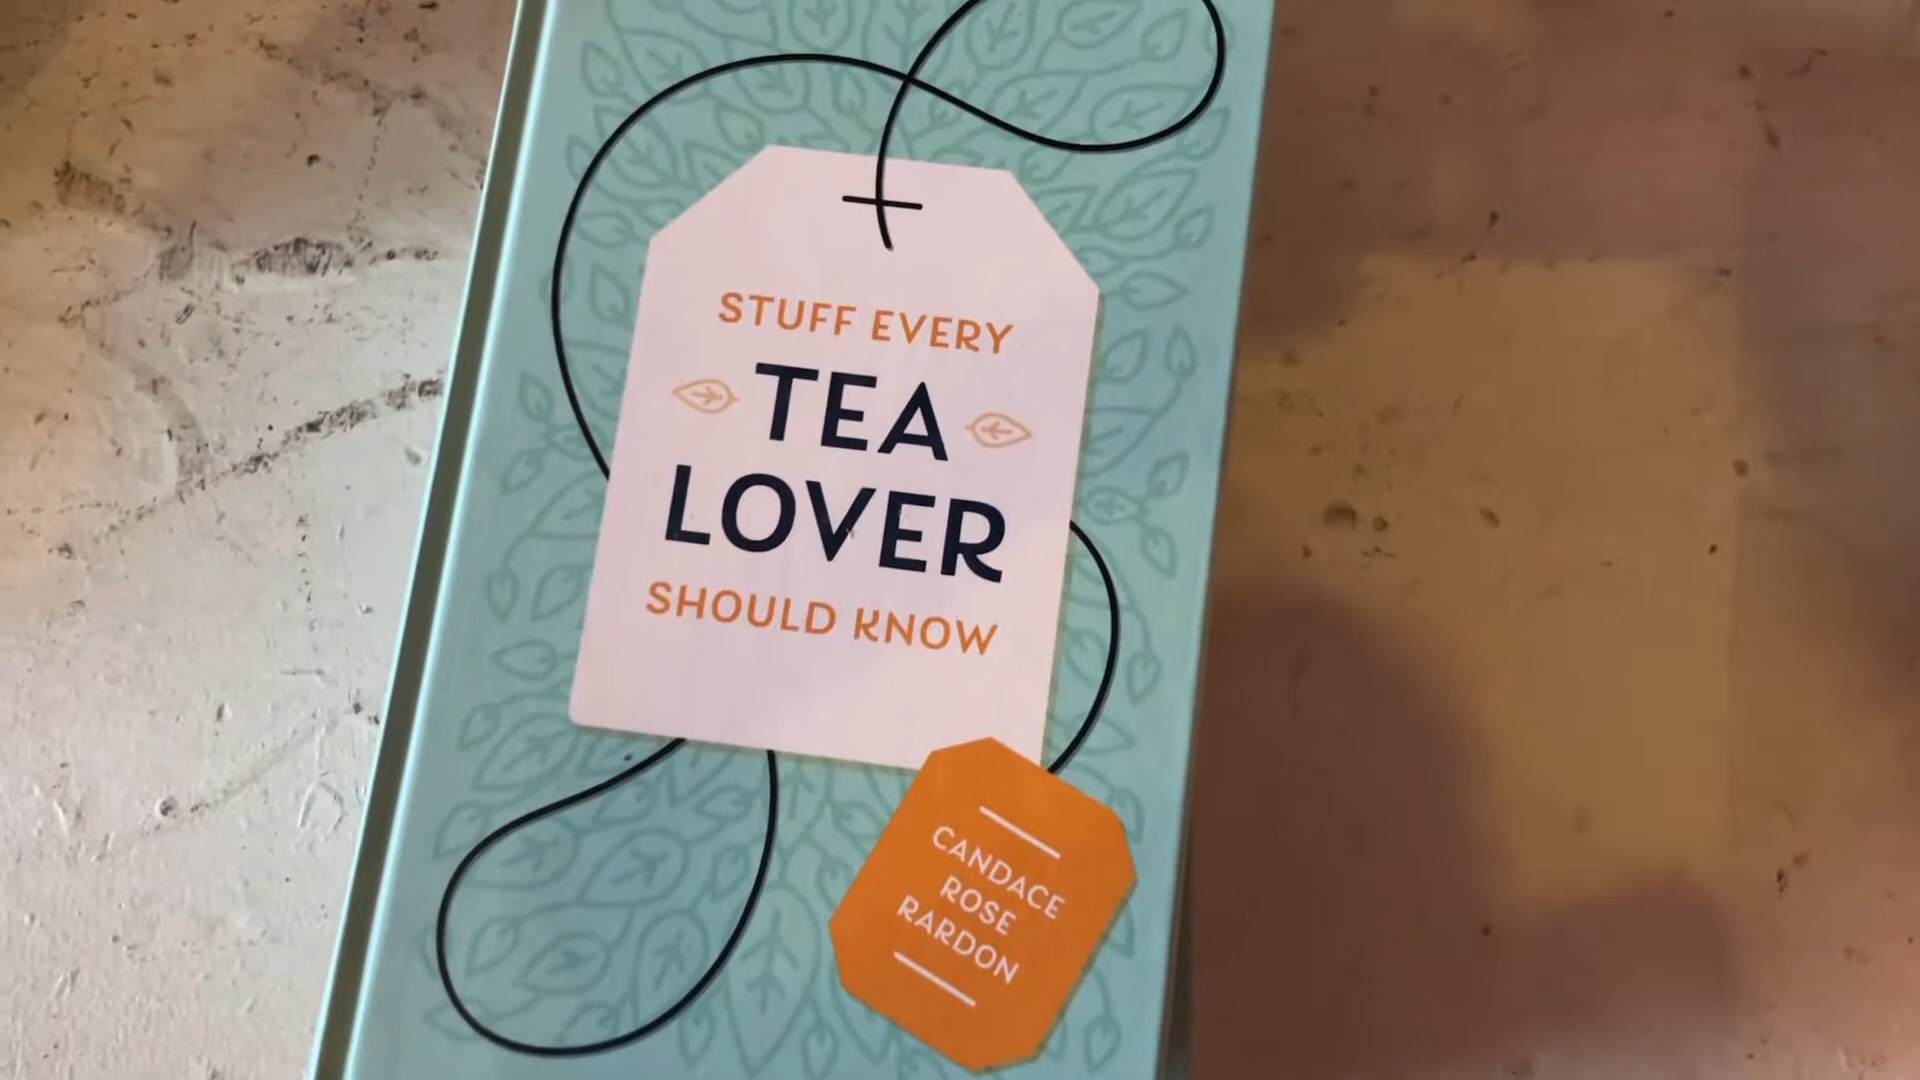 STUFF EVERY
TEA
LOVER
SHOULD KNOW
CANDACE
ROSE
RARDON